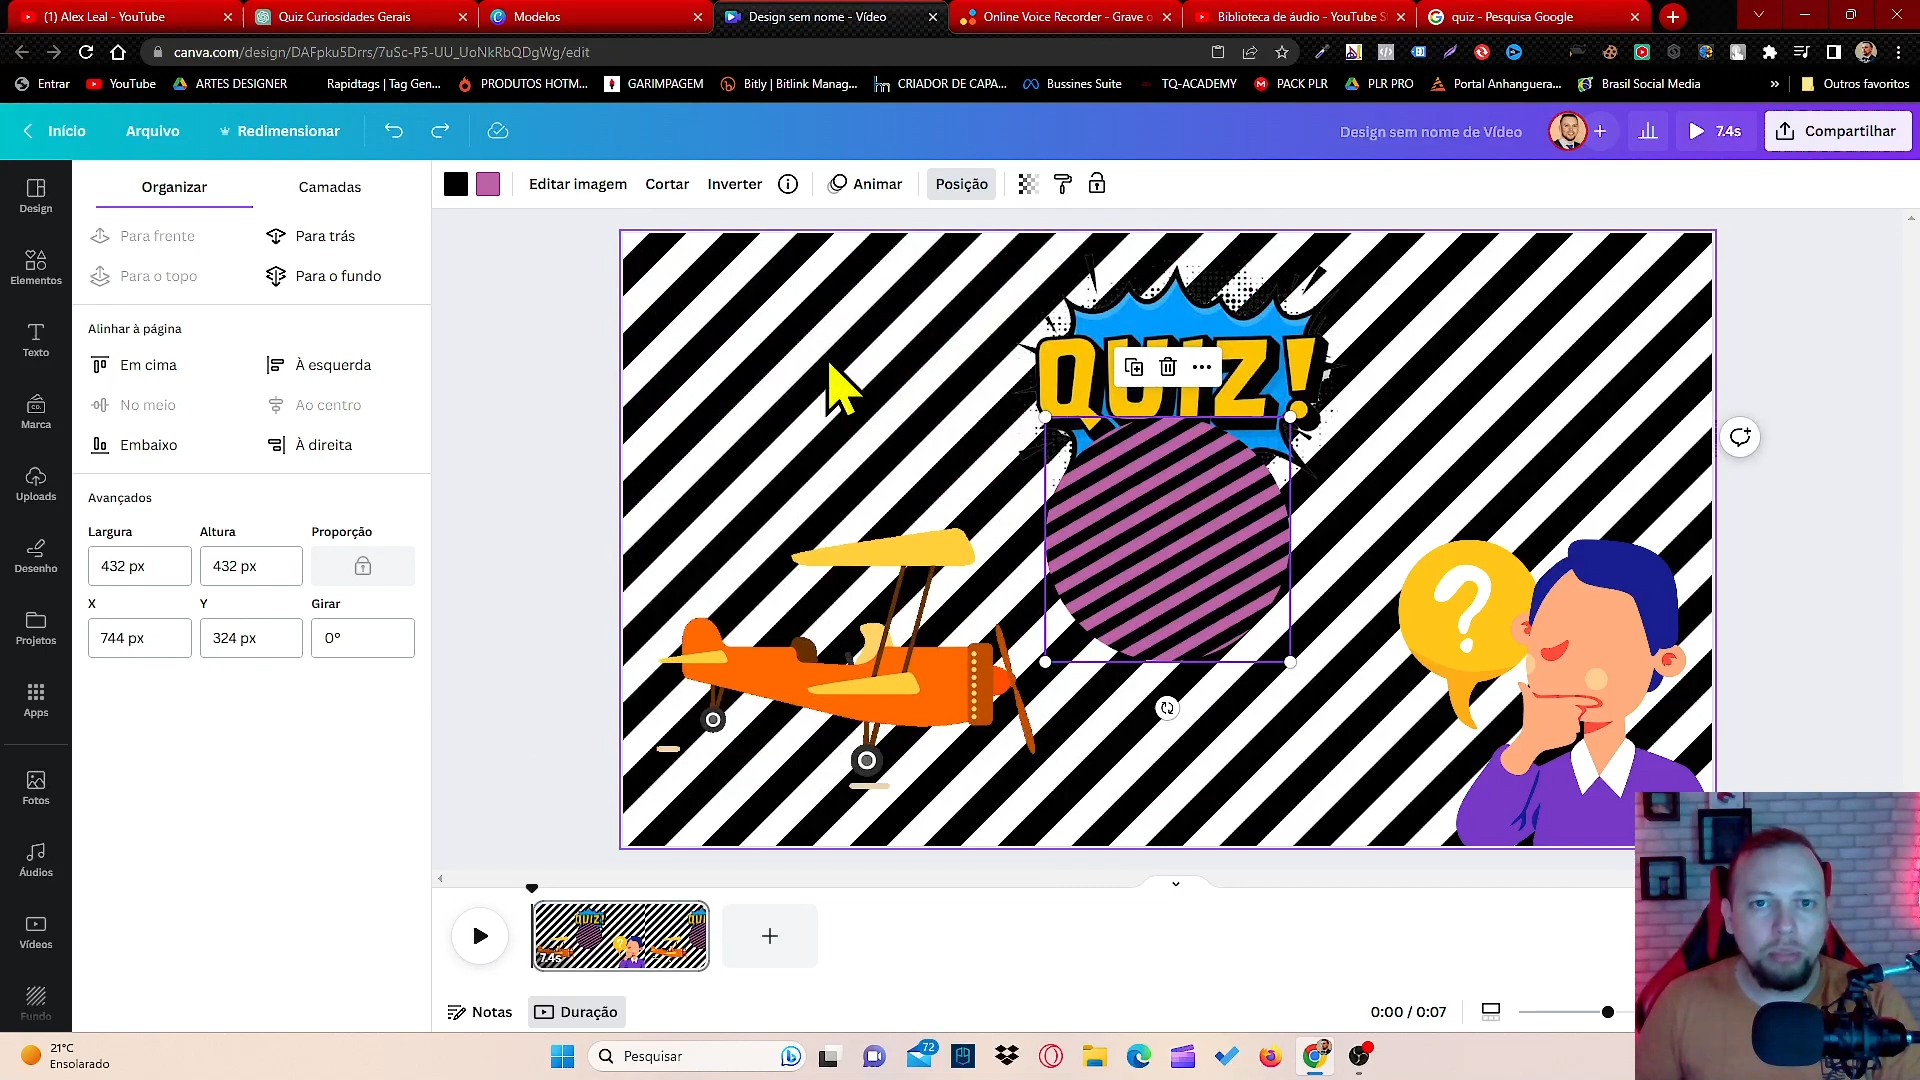 (1) Alex Leal - YouTube
Quiz Curiosidades Gerais
Modelos
Design sem nome - Vídeo
Online Voice Recorder - Grave o
Biblioteca de áudio - YouTube S
quiz - Pesquisa Google
canva.com/design/DAFpku5Drrs/7uSc-P5-UU_UoNkRbQDgWg/edit
Entrar
YouTube
ARTES DESIGNER
Rapidtags | Tag Gen...
PRODUTOS HOTM...
GARIMPAGEM
Bitly | Bitlink Manag...
CRIADOR DE CAPA...
Bussines Suite
TQ-ACADEMY
PACK PLR
PLR PRO
Portal Anhanguera...
Brasil Social Media
»
Outros favoritos
Início
Arquivo
Redimensionar
Design sem nome de Vídeo
7.4s
Compartilhar
Design
Elementos
Texto
Marca
Uploads
Desenho
Projetos
Apps
Fotos
Áudios
Vídeos
Fundo
Organizar
Camadas
Para frente
Para trás
Para o topo
Para o fundo
Alinhar à página
Em cima
À esquerda
No meio
Ao centro
Embaixo
À direita
Avançados
Largura
Altura
Proporção
432 px
432 px
X
Y
Girar
744 px
324 px
0°
Editar imagem
Cortar
Inverter
Animar
Posição
QUIZ!
?
QUIZ!
7.4s
Notas
Duração
0:00 / 0:07
21°C
Ensolarado
Pesquisar
72